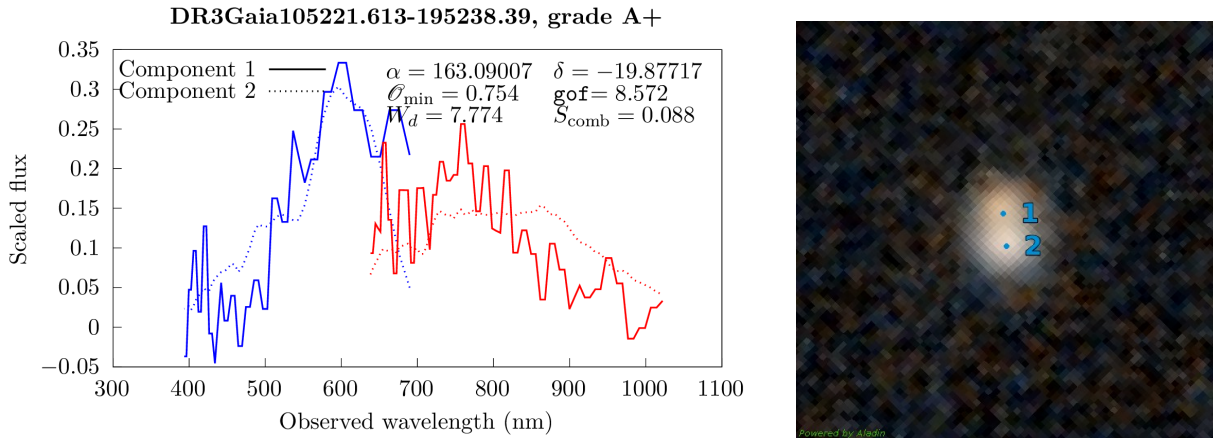 DR3Gaia105221.613-195238.39, grade A+
Component 1
Component 2
α = 163.09007 δ = −19.87717
𝒪min = 0.754 gof= 8.572
Wd = 7.774 Scomb = 0.088
0.35
0.3
0.25
0.2
0.15
0.1
0.05
0
−0.05
Scaled flux
300 400 500 600 700 800 900 1000 1100
Observed wavelength (nm)
1
2
Powered by Aladin